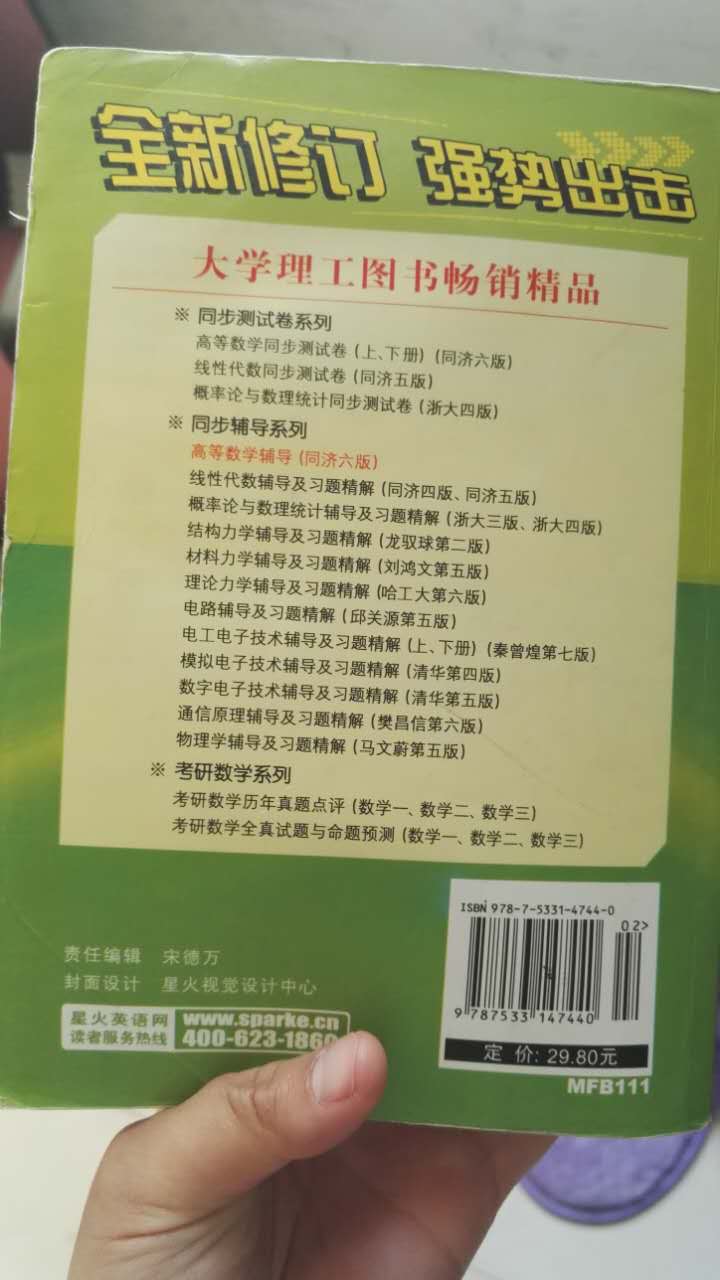 全新修订 强势出击
大学理工图书畅销精品
※ 同步测试卷系列
高等数学同步测试卷(上、下册)(同济六版)
线性代数同步测试卷(同济五版)
概率论与数理统计同步测试卷(浙大四版)
※ 同步辅导系列
高等数学辅导(同济六版)
线性代数辅导及习题精解(同济四版、同济五版)
概率论与数理统计辅导及习题精解(浙大三版、浙大四版)
结构力学辅导及习题精解(龙驭球第二版)
材料力学辅导及习题精解(刘鸿文第五版)
理论力学辅导及习题精解(哈工大第六版)
电路辅导及习题精解(邱关源第五版)
电工电子技术辅导及习题精解(上、下册)(秦曾煌第七版)
模拟电子技术辅导及习题精解(清华第四版)
数字电子技术辅导及习题精解(清华第五版)
通信原理辅导及习题精解(樊昌信第六版)
物理学辅导及习题精解(马文蔚第五版)
※ 考研数学系列
考研数学历年真题点评(数学一、数学二、数学三)
考研数学全真试题与命题预测(数学一、数学二、数学三)
ISBN 978-7-5331-4744-0
02>
9 787533 147440
定 价: 29.80元
MFB111
责任编辑 宋德万
封面设计 星火视觉设计中心
星火英语网 www.sparke.cn
读者服务热线 400-623-1860